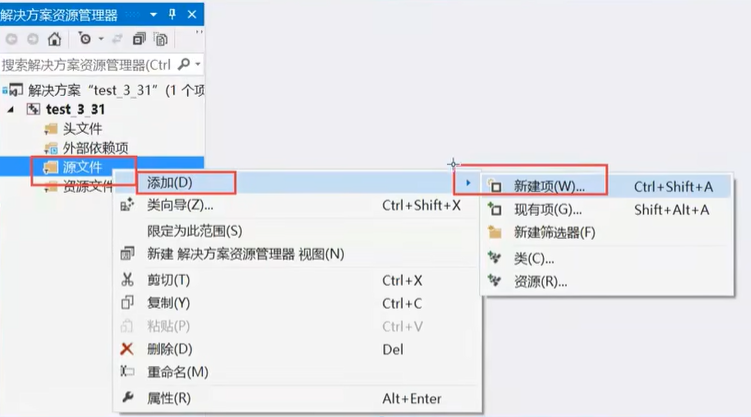 解决方案资源管理器
搜索解决方案资源管理器(Ctrl
解决方案“test_3_31”(1 个项
test_3_31
头文件
外部依赖项
源文件
资源文件
添加(D)
类向导(Z)... Ctrl+Shift+X
限定为此范围(S)
新建 解决方案资源管理器 视图(N)
剪切(T) Ctrl+X
复制(Y) Ctrl+C
粘贴(P) Ctrl+V
删除(D) Del
重命名(M)
属性(R) Alt+Enter
新建项(W)... Ctrl+Shift+A
现有项(G)... Shift+Alt+A
新建筛选器(F)
类(C)...
资源(R)...